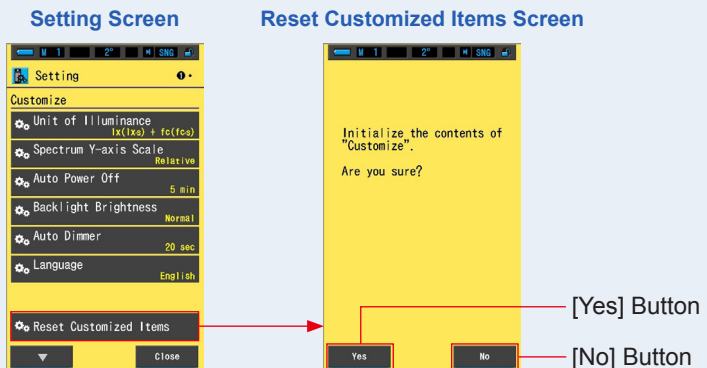 Setting Screen
M 1 2° SNG
Setting
Customize
Unit of Illuminance
lx(lxs) + fc(fcs)
Spectrum Y-axis Scale
Relative
Auto Power Off
5 min
Backlight Brightness
Normal
Auto Dimmer
20 sec
Language
English
Reset Customized Items
▼ Close
Reset Customized Items Screen
M 1 2° SNG
Initialize the contents of
"Customize".
Are you sure?
Yes No
[Yes] Button
[No] Button